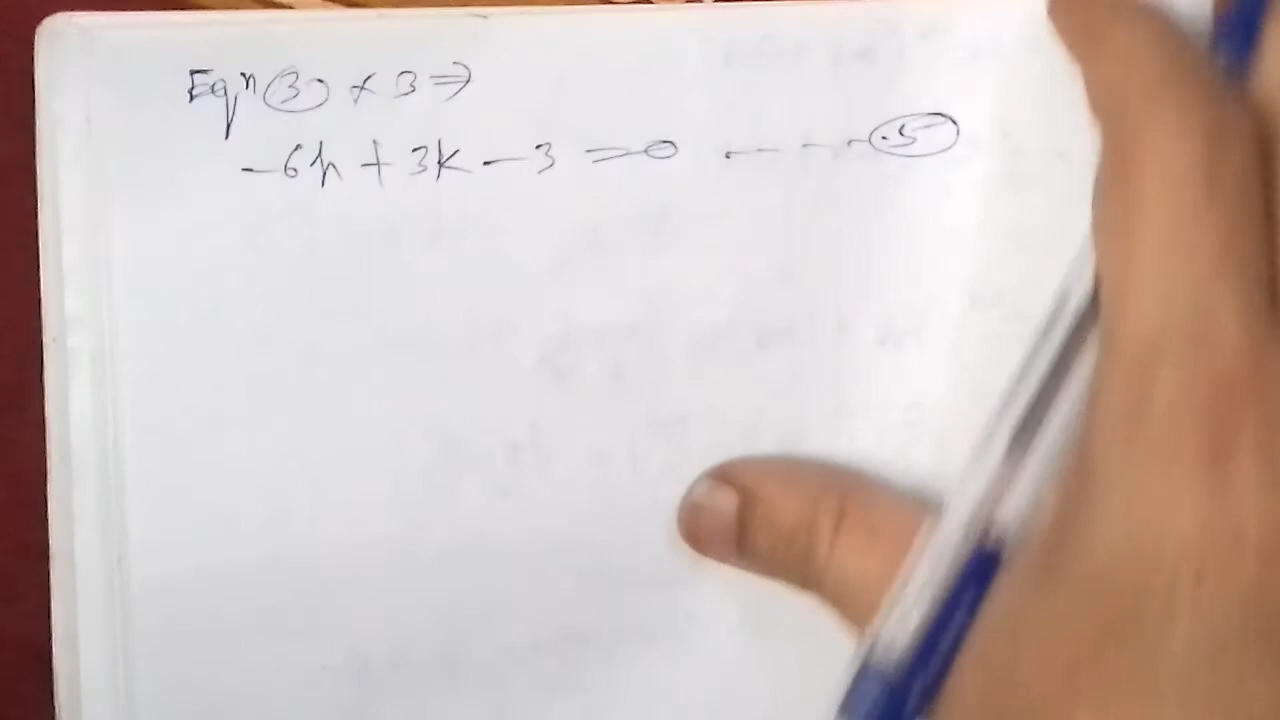 Eqⁿ (3) × 3 ⇒
-6h + 3k - 3 = 0 - - - (5)